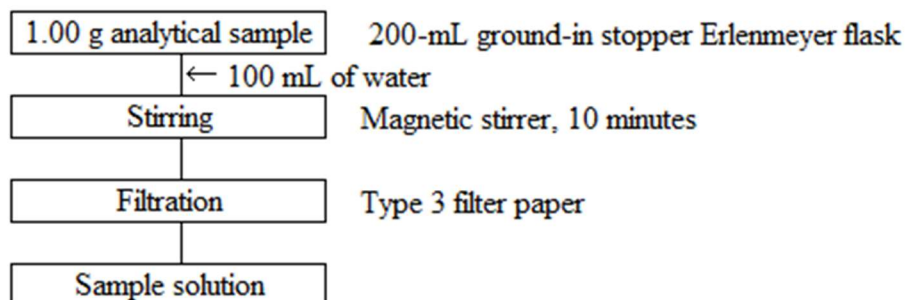 1.00 g analytical sample 200-mL ground-in stopper Erlenmeyer flask
← 100 mL of water
Stirring Magnetic stirrer, 10 minutes
Filtration Type 3 filter paper
Sample solution